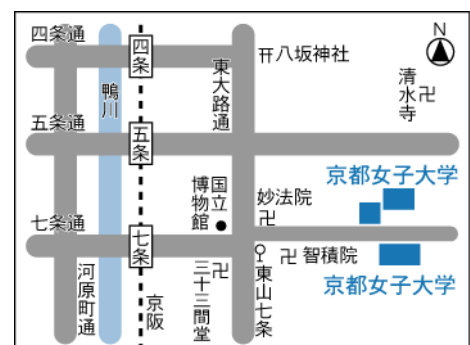 四条通
四条
八坂神社
N
鴨川
東大路通
清水寺
五条通
五条
京都女子大学
国立
博物館
妙法院
七条通
七条
智積院
河原町通
京阪
三十三間堂
東山七条
京都女子大学